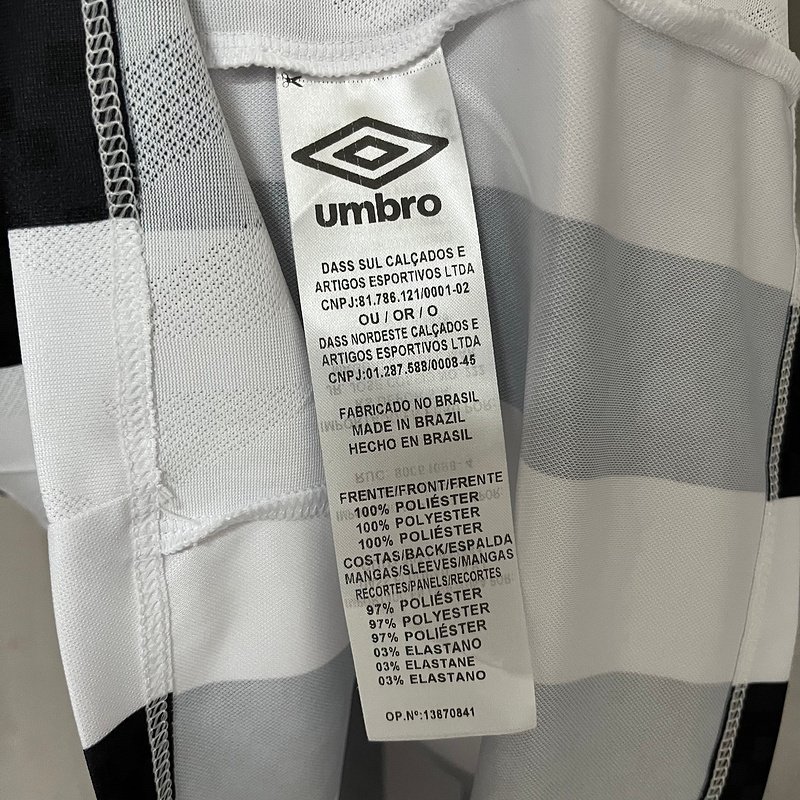 umbro
DASS SUL CALÇADOS E
ARTIGOS ESPORTIVOS LTDA
CNPJ:81.786.121/0001-02
OU / OR / O
DASS NORDESTE CALÇADOS E
ARTIGOS ESPORTIVOS LTDA
CNPJ:01.287.588/0008-45
FABRICADO NO BRASIL
MADE IN BRAZIL
HECHO EN BRASIL
FRENTE/FRONT/FRENTE
100% POLIÉSTER
100% POLYESTER
100% POLIÉSTER
COSTAS/BACK/ESPALDA
MANGAS/SLEEVES/MANGAS
RECORTES/PANELS/RECORTES
97% POLIÉSTER
97% POLYESTER
97% POLIÉSTER
03% ELASTANO
03% ELASTANE
03% ELASTANO
OP.Nº:13670841